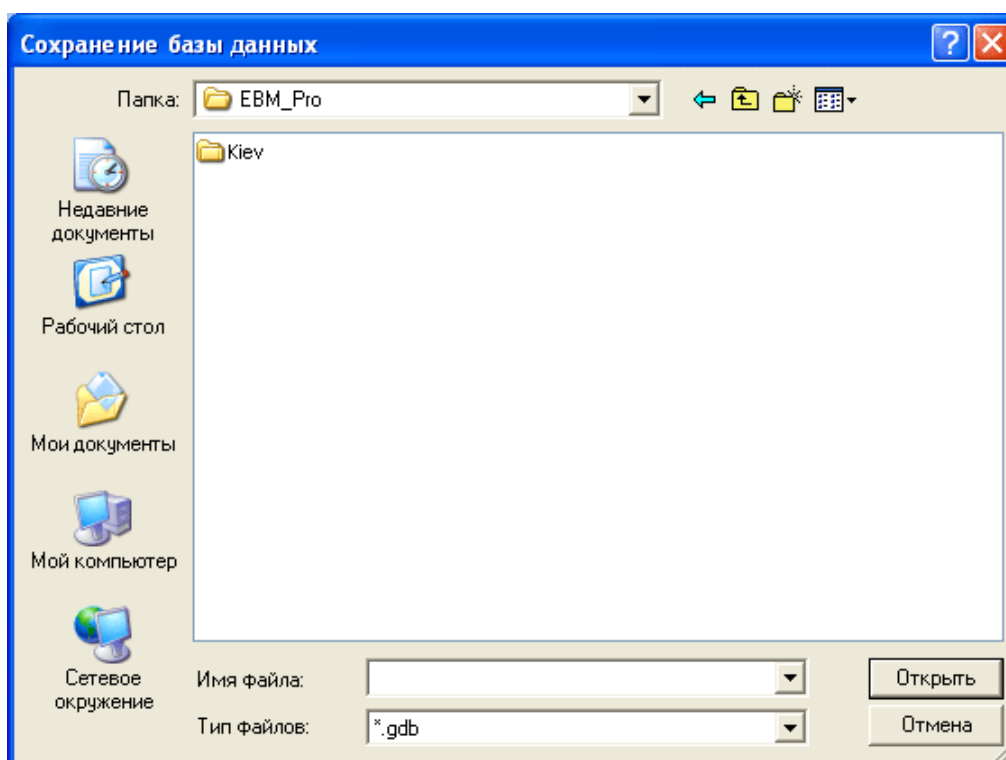 Сохранение базы данных
Папка: EBM_Pro
Kiev
Недавние
документы
Рабочий стол
Мои документы
Мой компьютер
Сетевое
окружение
Имя файла:
Открыть
Тип файлов: *.gdb
Отмена